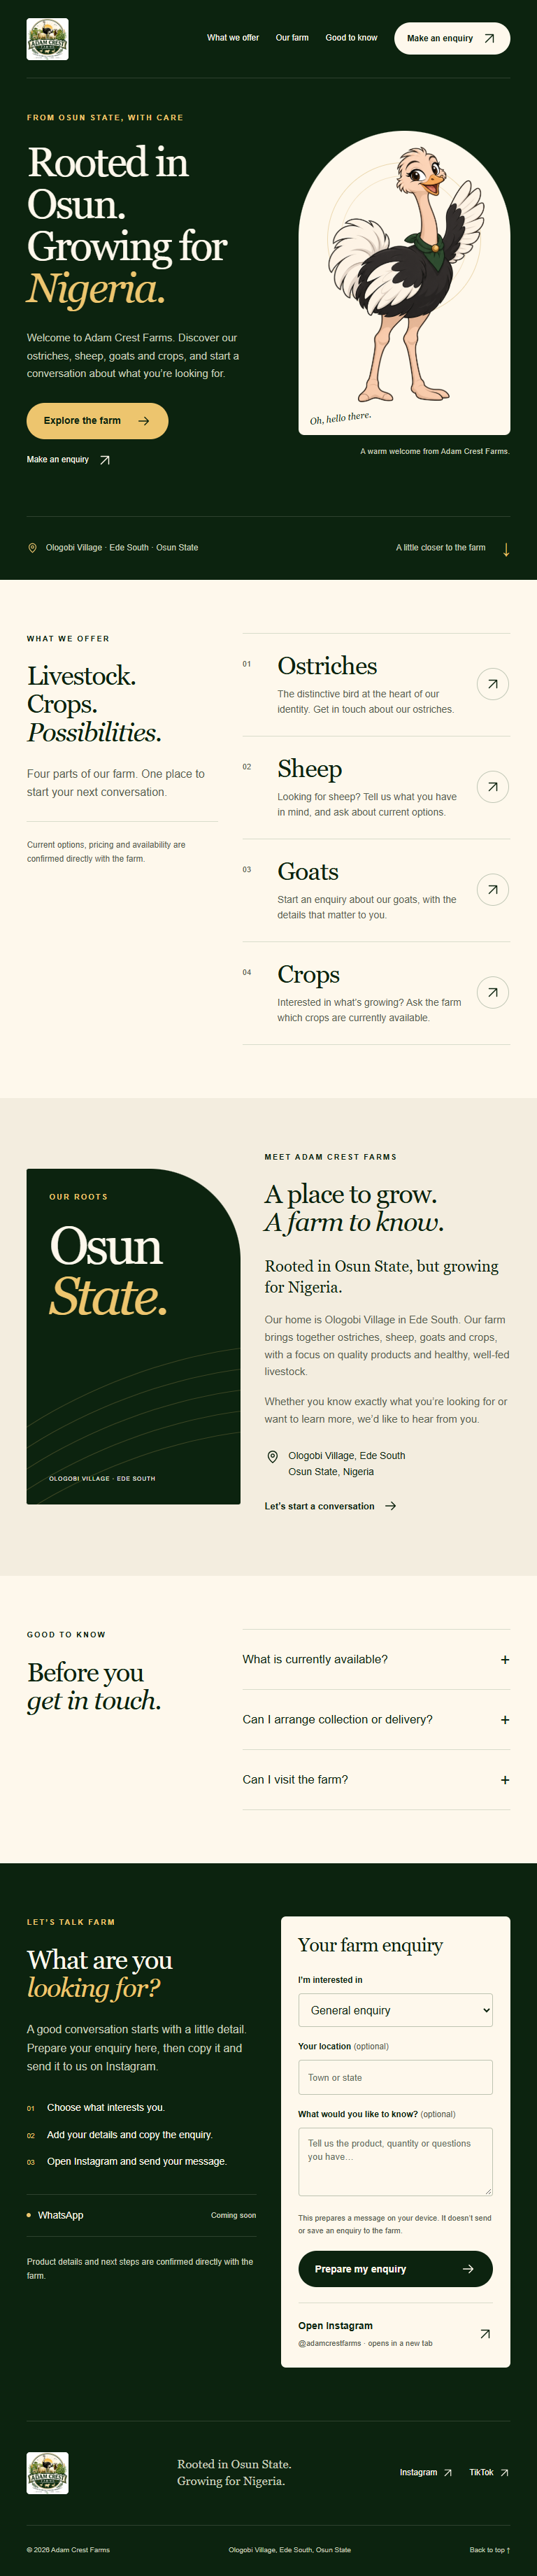 ADAM CREST
FARMS
What we offer
Our farm
Good to know
Make an enquiry
FROM OSUN STATE, WITH CARE
Rooted in
Osun.
Growing for
Nigeria.
Welcome to Adam Crest Farms. Discover our
ostriches, sheep, goats and crops, and start a
conversation about what you’re looking for.
Explore the farm
Make an enquiry
Oh, hello there.
A warm welcome from Adam Crest Farms.
Ologobi Village · Ede South · Osun State
A little closer to the farm
WHAT WE OFFER
Livestock.
Crops.
Possibilities.
Four parts of our farm. One place to
start your next conversation.
Current options, pricing and availability are
confirmed directly with the farm.
01
Ostriches
The distinctive bird at the heart of our
identity. Get in touch about our ostriches.
02
Sheep
Looking for sheep? Tell us what you have
in mind, and ask about current options.
03
Goats
Start an enquiry about our goats, with the
details that matter to you.
04
Crops
Interested in what’s growing? Ask the farm
which crops are currently available.
OUR ROOTS
Osun
State.
OLOGOBI VILLAGE · EDE SOUTH
MEET ADAM CREST FARMS
A place to grow.
A farm to know.
Rooted in Osun State, but growing
for Nigeria.
Our home is Ologobi Village in Ede South. Our farm
brings together ostriches, sheep, goats and crops,
with a focus on quality products and healthy, well-fed
livestock.
Whether you know exactly what you’re looking for or
want to learn more, we’d like to hear from you.
Ologobi Village, Ede South
Osun State, Nigeria
Let’s start a conversation
GOOD TO KNOW
Before you
get in touch.
What is currently available?
Can I arrange collection or delivery?
Can I visit the farm?
LET’S TALK FARM
What are you
looking for?
A good conversation starts with a little detail.
Prepare your enquiry here, then copy it and
send it to us on Instagram.
01 Choose what interests you.
02 Add your details and copy the enquiry.
03 Open Instagram and send your message.
WhatsApp
Coming soon
Product details and next steps are confirmed directly with the
farm.
Your farm enquiry
I’m interested in
General enquiry
Your location (optional)
Town or state
What would you like to know? (optional)
Tell us the product, quantity or questions
you have…
This prepares a message on your device. It doesn’t send
or save an enquiry to the farm.
Prepare my enquiry
Open Instagram
@adamcrestfarms · opens in a new tab
ADAM CREST
FARMS
Rooted in Osun State.
Growing for Nigeria.
Instagram
TikTok
© 2026 Adam Crest Farms
Ologobi Village, Ede South, Osun State
Back to top ↑